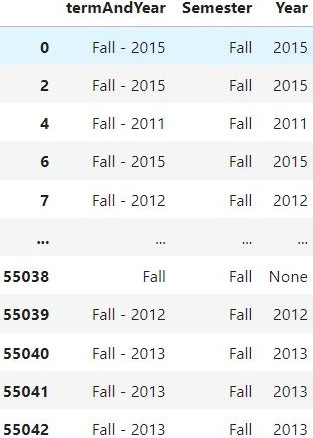 termAndYear Semester Year
0 Fall - 2015 Fall 2015
2 Fall - 2015 Fall 2015
4 Fall - 2011 Fall 2011
6 Fall - 2015 Fall 2015
7 Fall - 2012 Fall 2012
... ... ... ...
55038 Fall Fall None
55039 Fall - 2012 Fall 2012
55040 Fall - 2013 Fall 2013
55041 Fall - 2013 Fall 2013
55042 Fall - 2013 Fall 2013